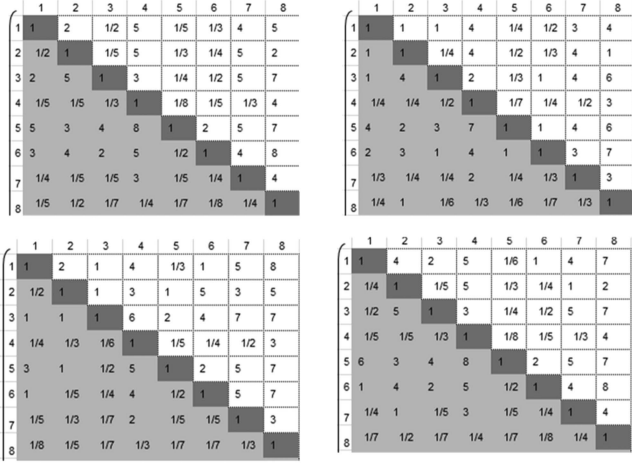 1 2 3 4 5 6 7 8
1 1 2 1/2 5 1/5 1/3 4 5
2 1/2 1 1/5 5 1/3 1/4 5 2
3 2 5 1 3 1/4 1/2 5 7
4 1/5 1/5 1/3 1 1/8 1/5 1/3 4
5 5 3 4 8 1 2 5 7
6 3 4 2 5 1/2 1 4 8
7 1/4 1/5 1/5 3 1/5 1/4 1 4
8 1/5 1/2 1/7 1/4 1/7 1/8 1/4 1
1 2 3 4 5 6 7 8
1 1 1 1 4 1/4 1/2 3 4
2 1 1 1/4 4 1/2 1/3 4 1
3 1 4 1 2 1/3 1 4 6
4 1/4 1/4 1/2 1 1/7 1/4 1/2 3
5 4 2 3 7 1 1 4 6
6 2 3 1 4 1 1 3 7
7 1/3 1/4 1/4 2 1/4 1/3 1 3
8 1/4 1 1/6 1/3 1/6 1/7 1/3 1
1 2 3 4 5 6 7 8
1 1 2 1 4 1/3 1 5 8
2 1/2 1 1 3 1 5 3 5
3 1 1 1 6 2 4 7 7
4 1/4 1/3 1/6 1 1/5 1/4 1/2 3
5 3 1 1/2 5 1 2 5 7
6 1 1/5 1/4 4 1/2 1 5 7
7 1/5 1/3 1/7 2 1/5 1/5 1 3
8 1/8 1/5 1/7 1/3 1/7 1/7 1/3 1
1 2 3 4 5 6 7 8
1 1 4 2 5 1/6 1 4 7
2 1/4 1 1/5 5 1/3 1/4 1 2
3 1/2 5 1 3 1/4 1/2 5 7
4 1/5 1/5 1/3 1 1/8 1/5 1/3 4
5 6 3 4 8 1 2 5 7
6 1 4 2 5 1/2 1 4 8
7 1/4 1 1/5 3 1/5 1/4 1 4
8 1/7 1/2 1/7 1/4 1/7 1/8 1/4 1